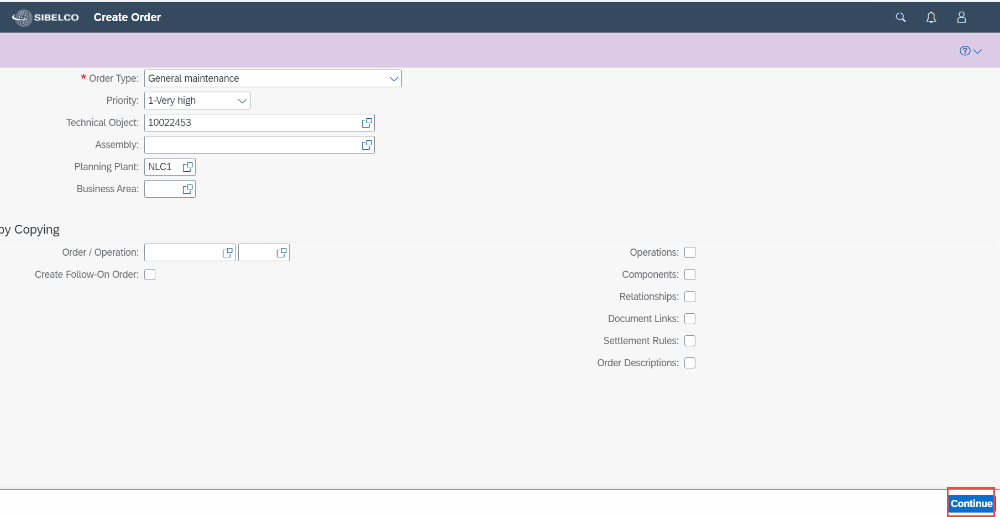 SIBELCO Create Order
* Order Type: General maintenance
Priority: 1-Very high
Technical Object: 10022453
Assembly:
Planning Plant: NLC1
Business Area:
by Copying
Order / Operation: Operations:
Create Follow-On Order: Components:
Relationships:
Document Links:
Settlement Rules:
Order Descriptions:
Continue